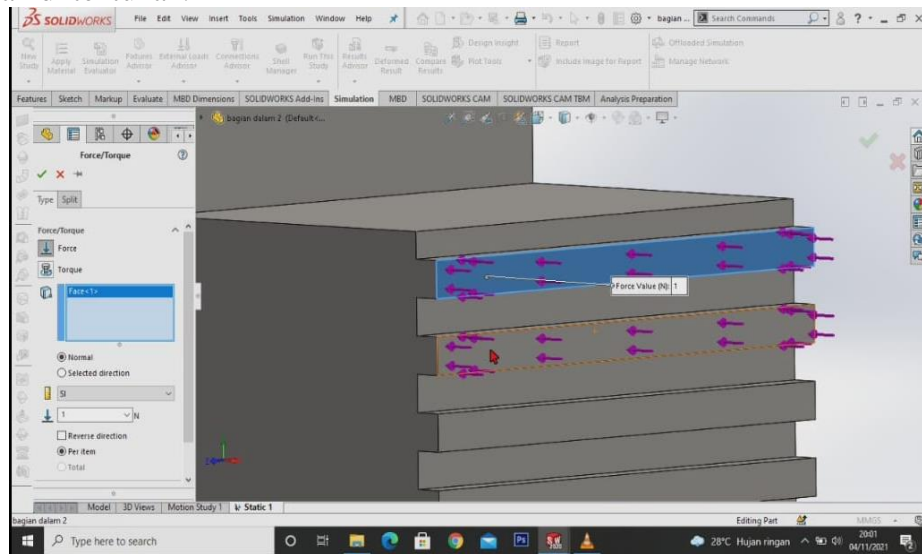 SOLIDWORKS File Edit View Insert Tools Simulation Window Help bagian ... Search Commands
New Study
Apply Material
Simulation Evaluator
Fixtures Advisor
External Loads Advisor
Connections Advisor
Shell Manager
Run This Study
Results Advisor
Deformed Result
Compare Results
Design Insight
Plot Tools
Report
Include Image for Report
Offloaded Simulation
Manage Network
Features Sketch Markup Evaluate MBD Dimensions SOLIDWORKS Add-Ins Simulation MBD SOLIDWORKS CAM SOLIDWORKS CAM TBM Analysis Preparation
bagian dalam 2 (Default<...
Force/Torque
Type Split
Force/Torque
Force
Torque
Face<1>
Force Value (N): 1
Normal
Selected direction
SI
1 N
Reverse direction
Per item
Total
Model 3D Views Motion Study 1 Static 1
bagian dalam 2 Editing Part MMGS
Type here to search 28°C Hujan ringan 20:01
04/11/2021